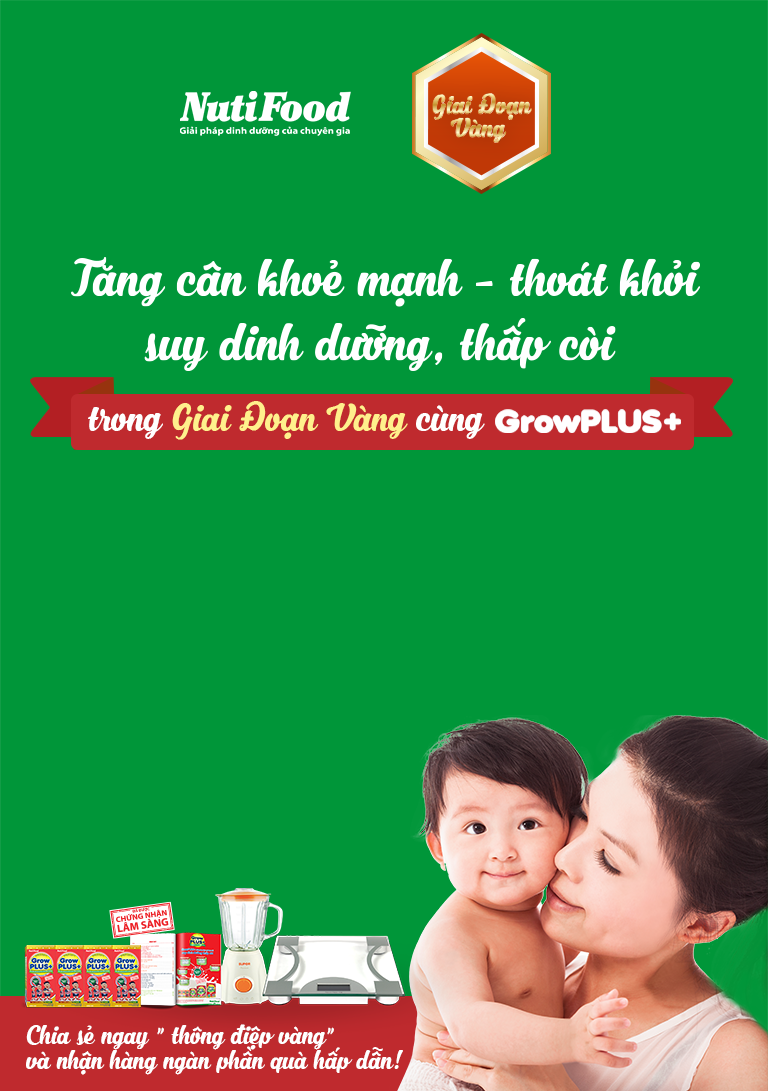 NutiFood
Giải pháp dinh dưỡng của chuyên gia
Giai Đoạn
Vàng
Tăng cân khoẻ mạnh - thoát khỏi
suy dinh dưỡng, thấp còi
trong Giai Đoạn Vàng cùng GrowPLUS+
CHỨNG NHẬN
LÂM SÀNG
Grow PLUS+
Grow PLUS+
Grow PLUS+
Grow PLUS+
Chia sẻ ngay " thông điệp vàng"
và nhận hàng ngàn phần quà hấp dẫn!